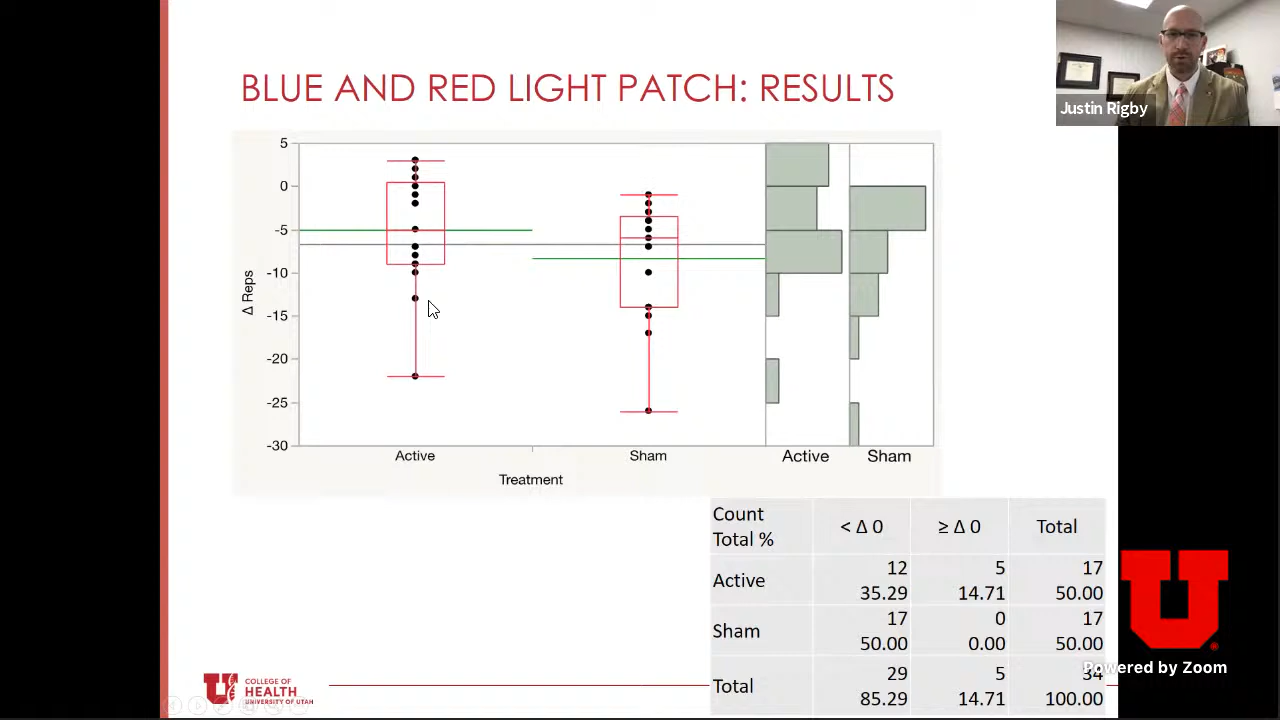 Justin Rigby
BLUE AND RED LIGHT PATCH: RESULTS
5
0
-5
-10
-15
-20
-25
-30
Δ Reps
Active
Sham
Active
Sham
Treatment
Count
Total %
< Δ 0
≥ Δ 0
Total
Active
12
5
17
35.29
14.71
50.00
Sham
17
0
17
50.00
0.00
50.00
Total
29
5
34
85.29
14.71
100.00
U
COLLEGE OF
HEALTH
UNIVERSITY OF UTAH
Powered by Zoom